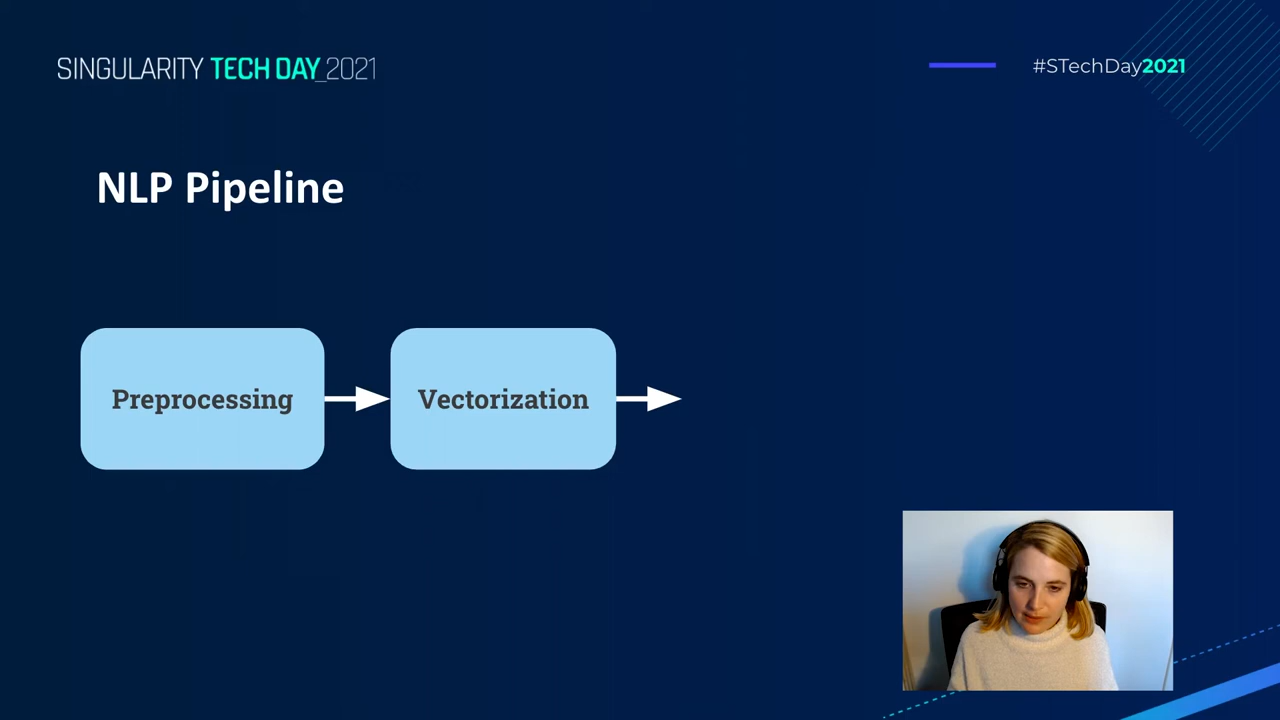 SINGULARITY TECH DAY_2021
#STechDay2021
NLP Pipeline
Preprocessing
Vectorization